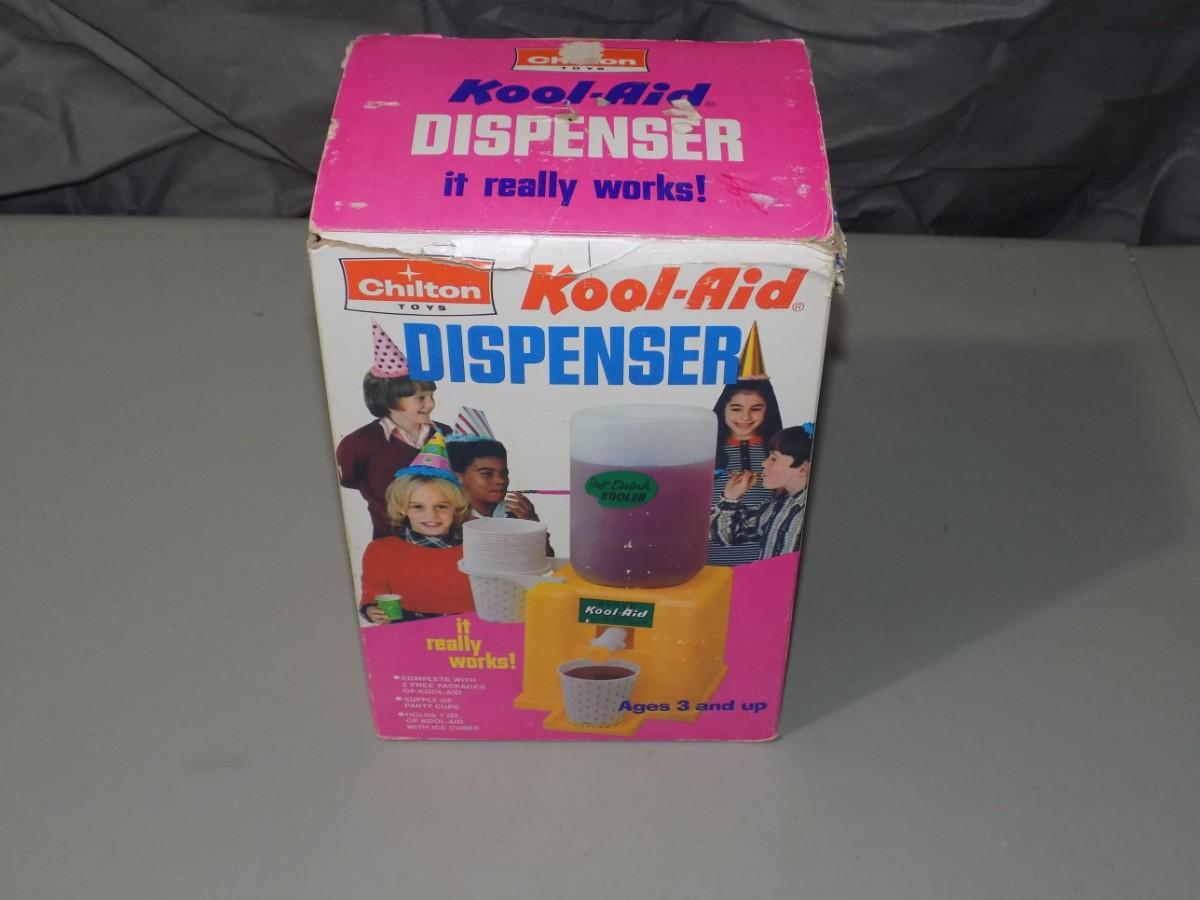 TOYS
Kool-Aid®
DISPENSER
it really works!
Chilton
TOYS
Kool-Aid®
DISPENSER
Soft Drink
KOOLER
Kool-Aid
it
really
works!
•COMPLETE WITH
2 FREE PACKAGES
OF KOOL-AID
•SUPPLY OF
PARTY CUPS
•HOLDS 1 QT.
OF KOOL-AID
WITH ICE CUBES
Ages 3 and up